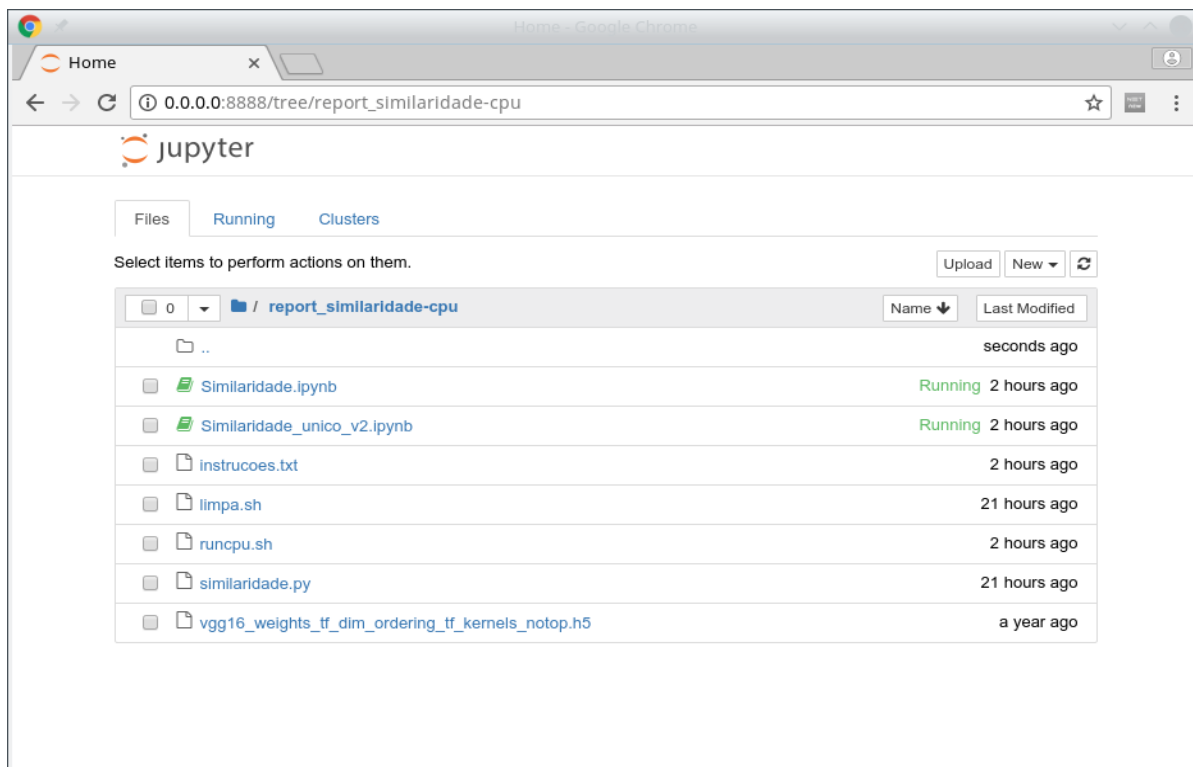 Home - Google Chrome
Home
0.0.0.0:8888/tree/report_similaridade-cpu
jupyter
Files Running Clusters
Select items to perform actions on them.
Upload New
0 / report_similaridade-cpu Name Last Modified
.. seconds ago
Similaridade.ipynb Running 2 hours ago
Similaridade_unico_v2.ipynb Running 2 hours ago
instrucoes.txt 2 hours ago
limpa.sh 21 hours ago
runcpu.sh 2 hours ago
similaridade.py 21 hours ago
vgg16_weights_tf_dim_ordering_tf_kernels_notop.h5 a year ago